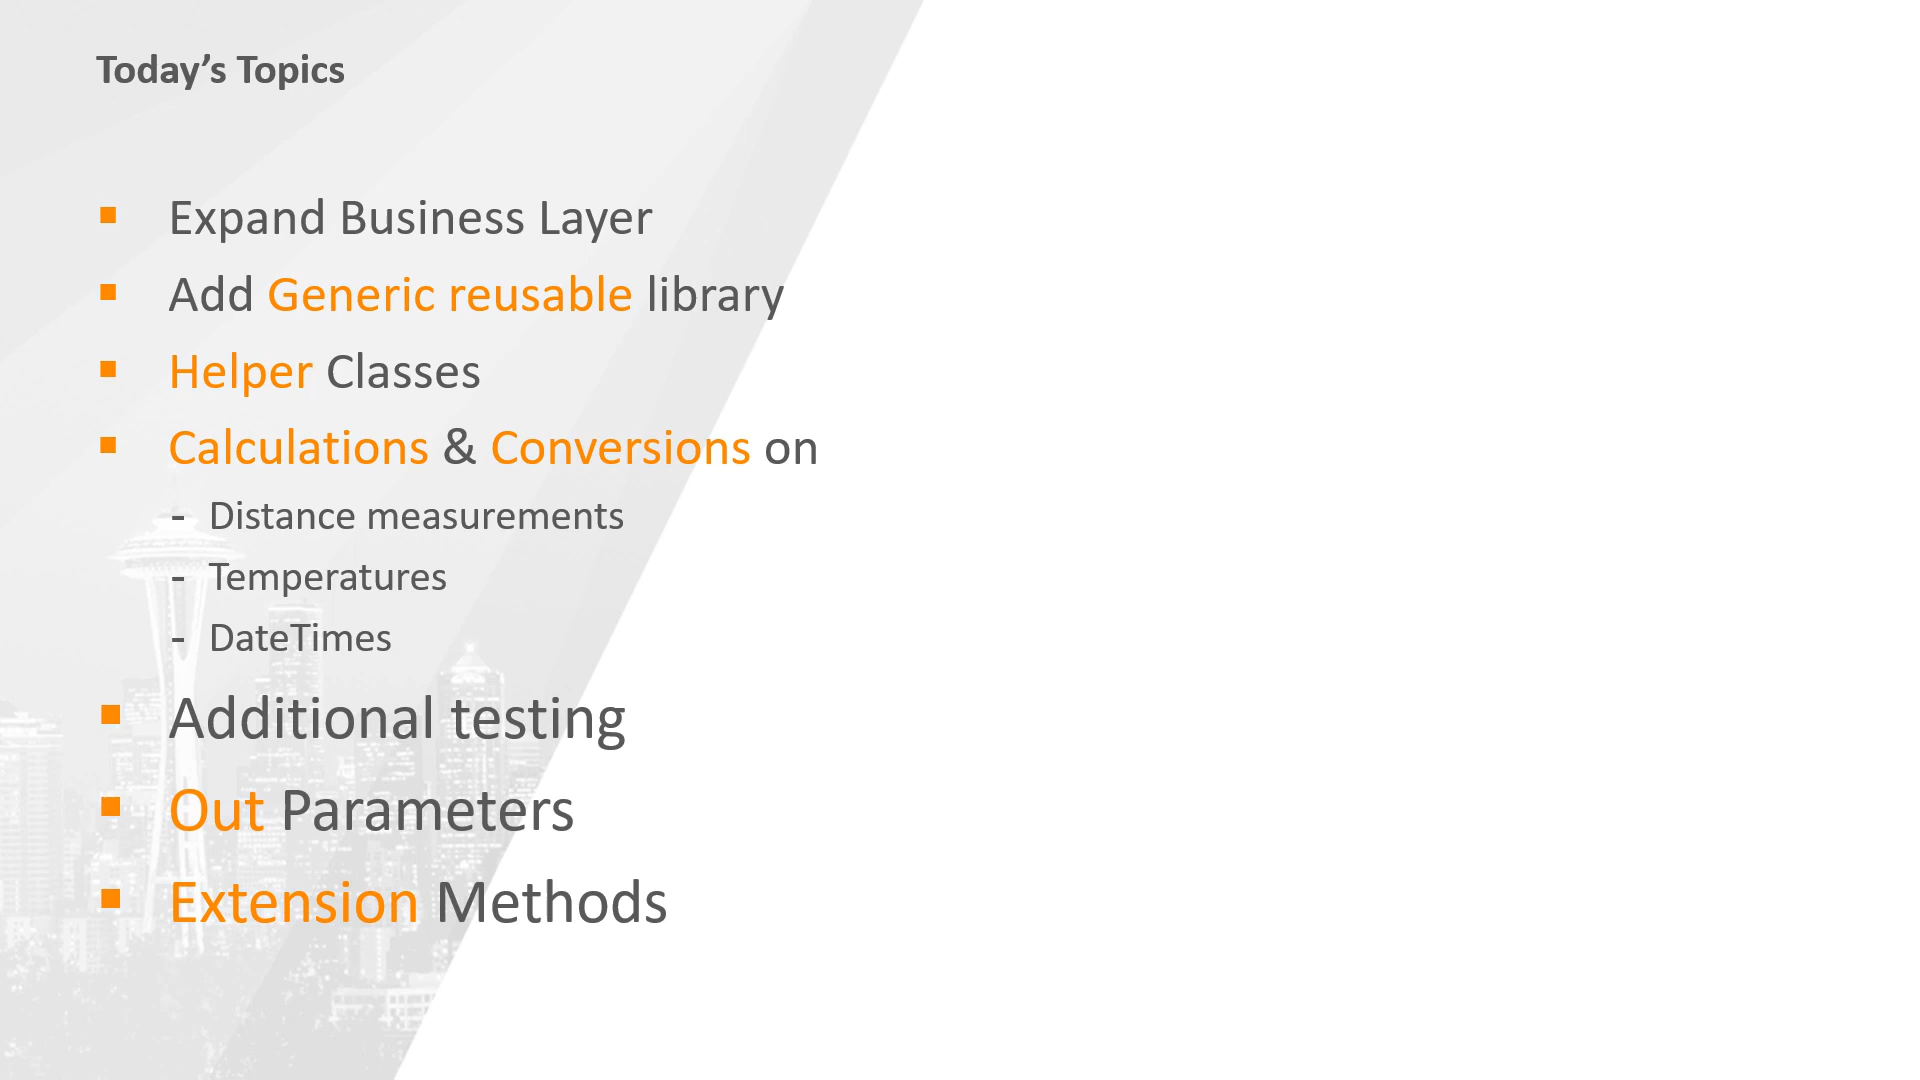 Today’s Topics
▪ Expand Business Layer
▪ Add Generic reusable library
▪ Helper Classes
▪ Calculations & Conversions on
- Distance measurements
- Temperatures
- DateTimes
▪ Additional testing
▪ Out Parameters
▪ Extension Methods